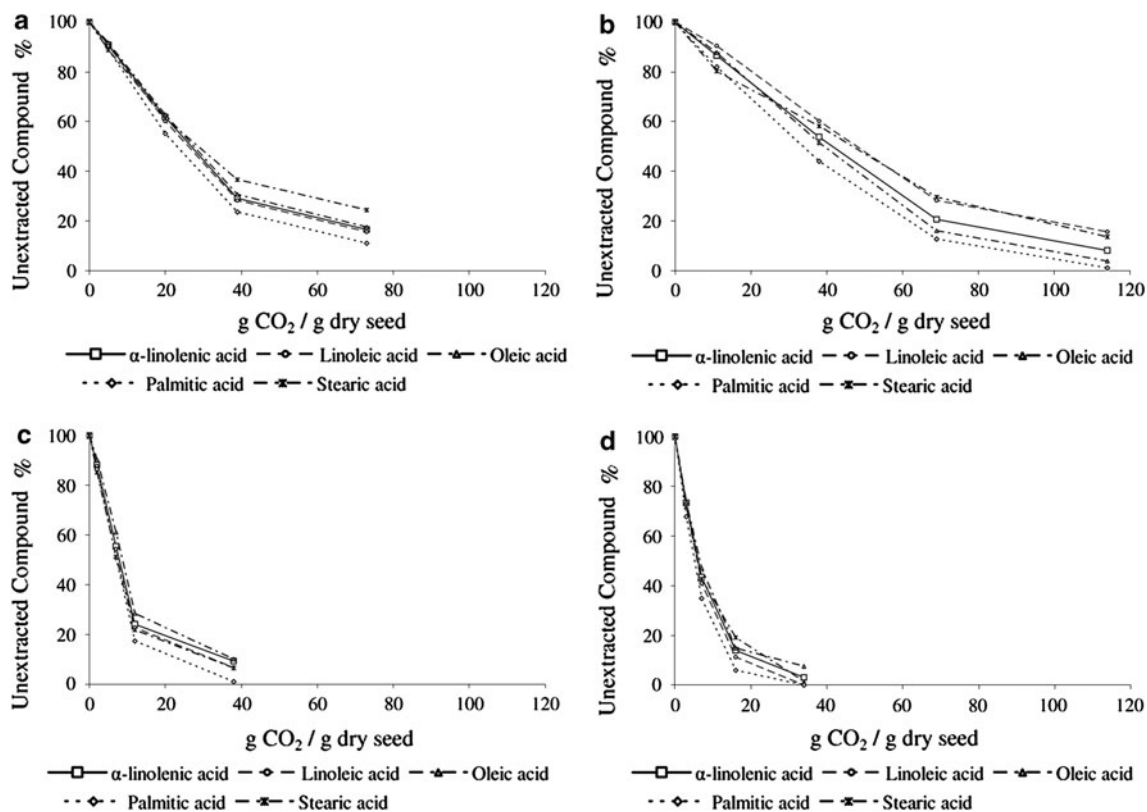 a
Unextracted Compound %
100
80
60
40
20
0
0 20 40 60 80 100 120
g CO₂ / g dry seed
α-linolenic acid Linoleic acid Oleic acid
Palmitic acid Stearic acid
b
Unextracted Compound %
100
80
60
40
20
0
0 20 40 60 80 100 120
g CO₂ / g dry seed
α-linolenic acid Linoleic acid Oleic acid
Palmitic acid Stearic acid
c
Unextracted Compound %
100
80
60
40
20
0
0 20 40 60 80 100 120
g CO₂ / g dry seed
α-linolenic acid Linoleic acid Oleic acid
Palmitic acid Stearic acid
d
Unextracted Compound %
100
80
60
40
20
0
0 20 40 60 80 100 120
g CO₂ / g dry seed
α-linolenic acid Linoleic acid Oleic acid
Palmitic acid Stearic acid